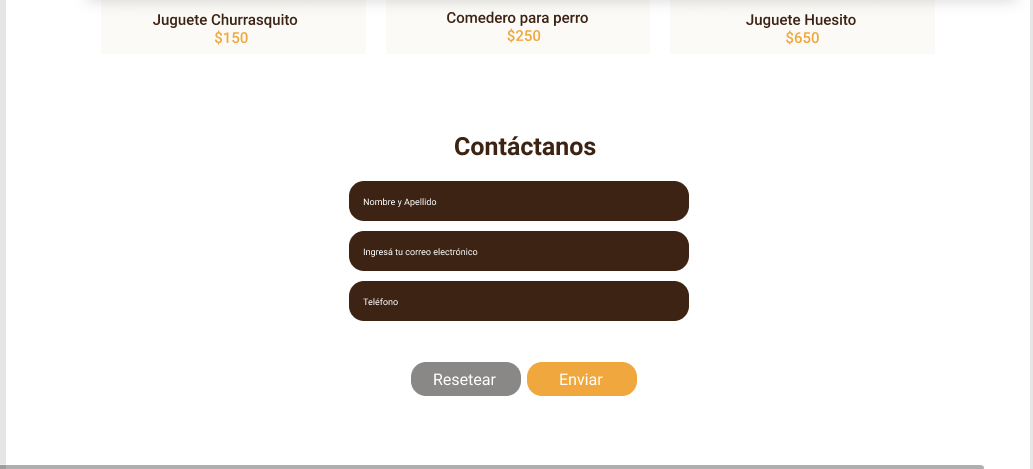 Juguete Churrasquito
$150
Comedero para perro
$250
Juguete Huesito
$650
Contáctanos
Nombre y Apellido
Ingresá tu correo electrónico
Teléfono
Resetear
Enviar